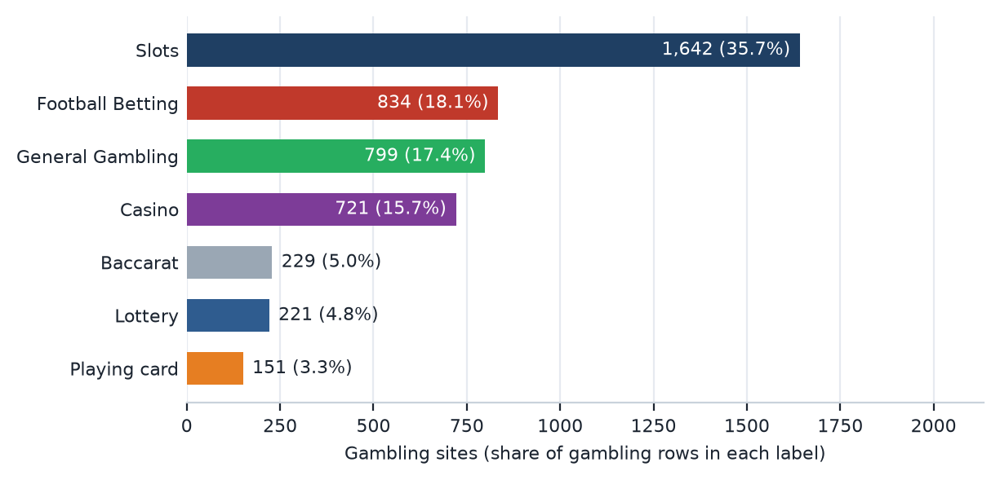 Slots 1,642 (35.7%)
Football Betting 834 (18.1%)
General Gambling 799 (17.4%)
Casino 721 (15.7%)
Baccarat 229 (5.0%)
Lottery 221 (4.8%)
Playing card 151 (3.3%)
0 250 500 750 1000 1250 1500 1750 2000
Gambling sites (share of gambling rows in each label)